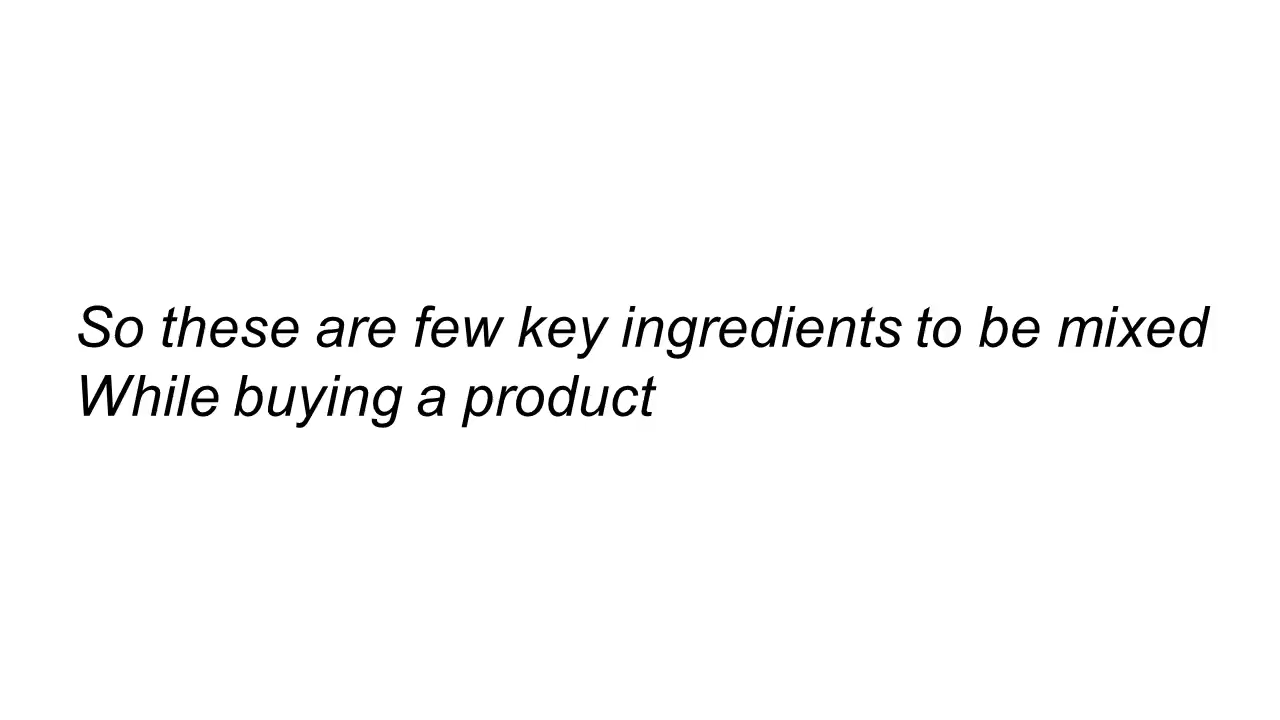 So these are few key ingredients to be mixed
While buying a product